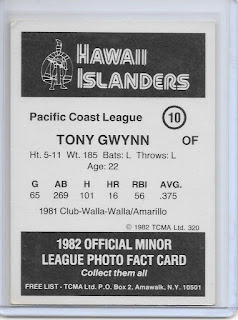 HAWAII
ISLANDERS
Pacific Coast League 10
TONY GWYNN OF
Ht. 5-11 Wt. 185 Bats: L Throws: L
Age: 22
G AB H HR RBI AVG.
65 269 101 16 56 .375
1981 Club-Walla-Walla/Amarillo
© 1982 TCMA Ltd. 320
1982 OFFICIAL MINOR
LEAGUE PHOTO FACT CARD
Collect them all
FREE LIST - TCMA Ltd. P.O. Box 2, Amawalk, N.Y. 10501